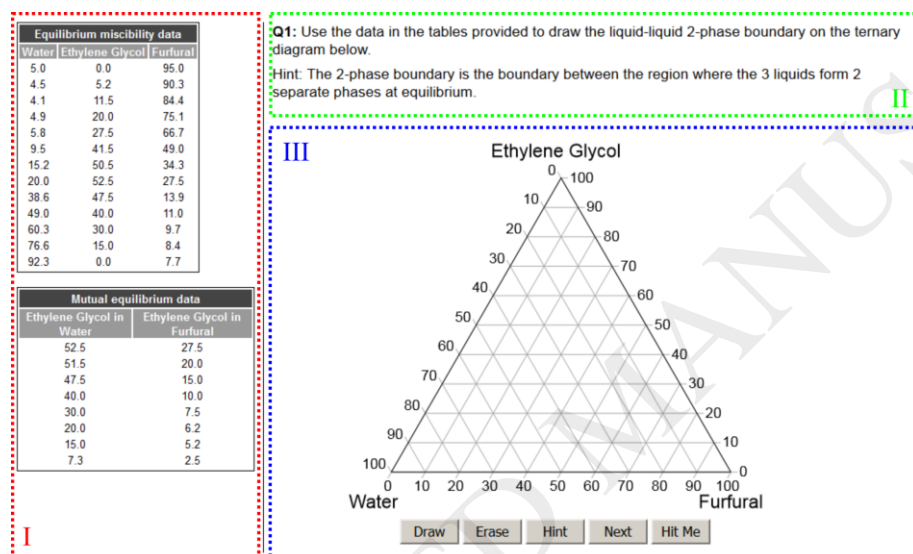 Equilibrium miscibility data
Water Ethylene Glycol Furfural
5.0 0.0 95.0
4.5 5.2 90.3
4.1 11.5 84.4
4.9 20.0 75.1
5.8 27.5 66.7
9.5 41.5 49.0
15.2 50.5 34.3
20.0 52.5 27.5
38.6 47.5 13.9
49.0 40.0 11.0
60.3 30.0 9.7
76.6 15.0 8.4
92.3 0.0 7.7
Mutual equilibrium data
Ethylene Glycol in Water Ethylene Glycol in Furfural
52.5 27.5
51.5 20.0
47.5 15.0
40.0 10.0
30.0 7.5
20.0 6.2
15.0 5.2
7.3 2.5
I
Q1: Use the data in the tables provided to draw the liquid-liquid 2-phase boundary on the ternary
diagram below.
Hint: The 2-phase boundary is the boundary between the region where the 3 liquids form 2
separate phases at equilibrium.
II
III
Ethylene Glycol
0 100
10 90
20 80
30 70
40 60
50 50
60 40
70 30
80 20
90 10
100 0
0 10 20 30 40 50 60 70 80 90 100
Water Furfural
Draw Erase Hint Next Hit Me
D MANUS